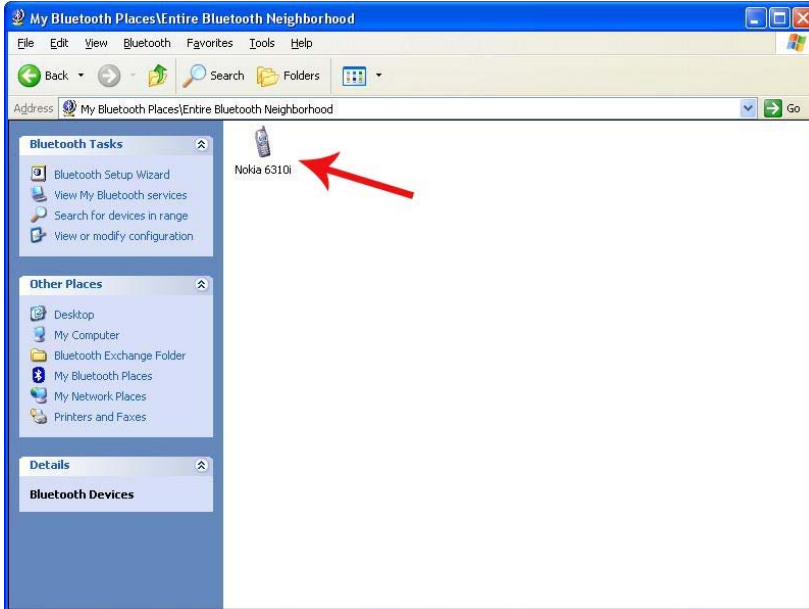 My Bluetooth Places\Entire Bluetooth Neighborhood
File Edit View Bluetooth Favorites Tools Help
Back Search Folders
Address My Bluetooth Places\Entire Bluetooth Neighborhood Go
Bluetooth Tasks
Bluetooth Setup Wizard
View My Bluetooth services
Search for devices in range
View or modify configuration
Other Places
Desktop
My Computer
Bluetooth Exchange Folder
My Bluetooth Places
My Network Places
Printers and Faxes
Details
Bluetooth Devices
Nokia 6310i